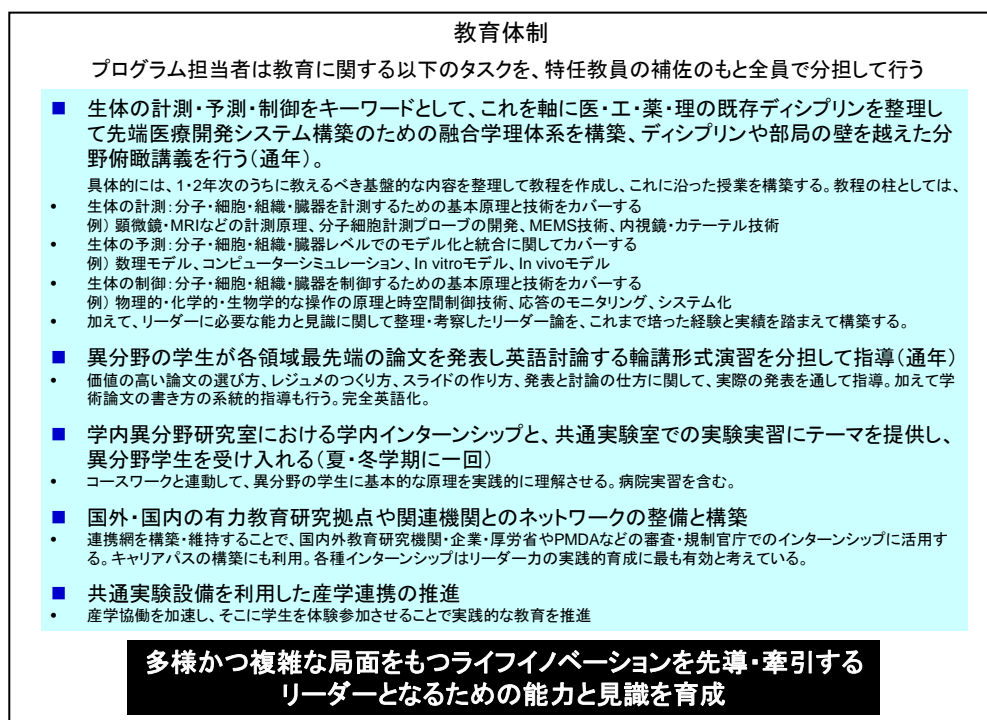 教育体制
プログラム担当者は教育に関する以下のタスクを、特任教員の補佐のもと全員で分担して行う
■ 生体の計測・予測・制御をキーワードとして、これを軸に医・工・薬・理の既存ディシプリンを整理し
て先端医療開発システム構築のための融合学理体系を構築、ディシプリンや部局の壁を越えた分
野俯瞰講義を行う(通年)。
具体的には、1・2年次のうちに教えるべき基盤的な内容を整理して教程を作成し、これに沿った授業を構築する。教程の柱としては、
• 生体の計測:分子・細胞・組織・臓器を計測するための基本原理と技術をカバーする
例) 顕微鏡・MRIなどの計測原理、分子細胞計測プローブの開発、MEMS技術、内視鏡・カテーテル技術
• 生体の予測:分子・細胞・組織・臓器レベルでのモデル化と統合に関してカバーする
例) 数理モデル、コンピューターシミュレーション、In vitroモデル、In vivoモデル
• 生体の制御:分子・細胞・組織・臓器を制御するための基本原理と技術をカバーする
例) 物理的・化学的・生物学的な操作の原理と時空間制御技術、応答のモニタリング、システム化
• 加えて、リーダーに必要な能力と見識に関して整理・考察したリーダー論を、これまで培った経験と実績を踏まえて構築する。
■ 異分野の学生が各領域最先端の論文を発表し英語討論する輪講形式演習を分担して指導(通年)
• 価値の高い論文の選び方、レジュメのつくり方、スライドの作り方、発表と討論の仕方に関して、実際の発表を通して指導。加えて学
術論文の書き方の系統的指導も行う。完全英語化。
■ 学内異分野研究室における学内インターンシップと、共通実験室での実験実習にテーマを提供し、
異分野学生を受け入れる(夏・冬学期に一回)
• コースワークと連動して、異分野の学生に基本的な原理を実践的に理解させる。病院実習を含む。
■ 国外・国内の有力教育研究拠点や関連機関とのネットワークの整備と構築
• 連携網を構築・維持することで、国内外教育研究機関・企業・厚労省やPMDAなどの審査・規制官庁でのインターンシップに活用す
る。キャリアパスの構築にも利用。各種インターンシップはリーダー力の実践的育成に最も有効と考えている。
■ 共通実験設備を利用した産学連携の推進
• 産学協働を加速し、そこに学生を体験参加させることで実践的な教育を推進
多様かつ複雑な局面をもつライフイノベーションを先導・牽引する
リーダーとなるための能力と見識を育成